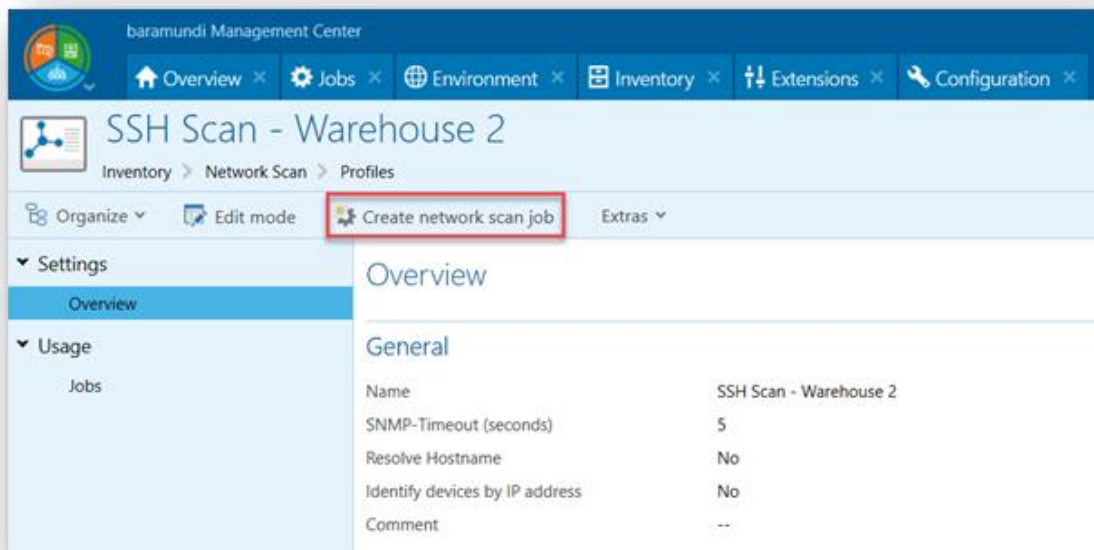 baramundi Management Center
Overview × Jobs × Environment × Inventory × Extensions × Configuration ×
SSH Scan - Warehouse 2
Inventory > Network Scan > Profiles
Organize Edit mode Create network scan job Extras
Settings
Overview
Usage
Jobs
Overview
General
Name SSH Scan - Warehouse 2
SNMP-Timeout (seconds) 5
Resolve Hostname No
Identify devices by IP address No
Comment --